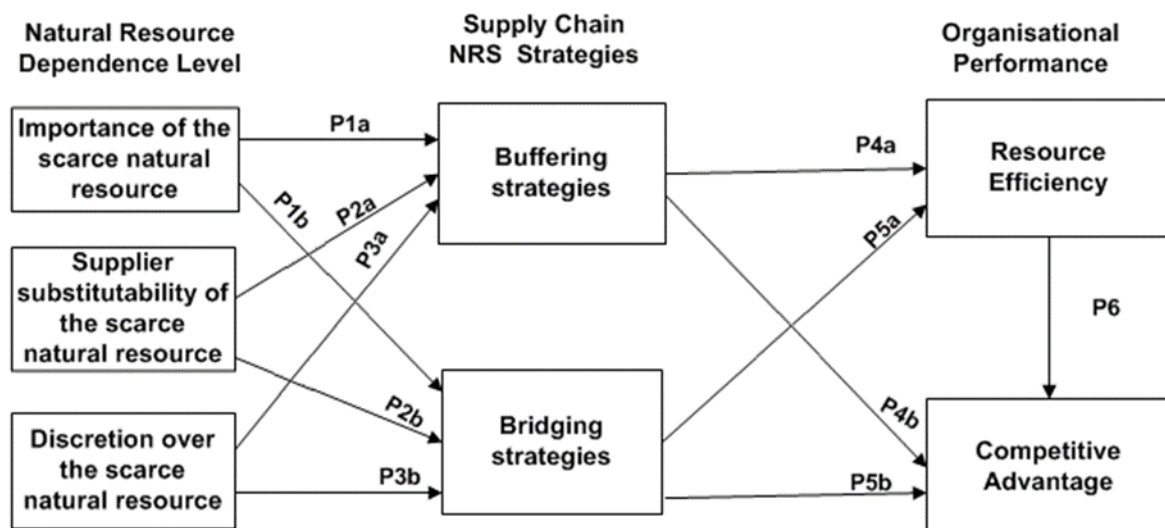 Natural Resource
Dependence Level
Supply Chain
NRS Strategies
Organisational
Performance
Importance of the
scarce natural
resource
P1a
Buffering
strategies
P4a
Resource
Efficiency
P1b
P2a
P3a
P5a
Supplier
substitutability of
the scarce
natural resource
P6
P2b
Bridging
strategies
P4b
Discretion over
the scarce
natural resource
P3b
P5b
Competitive
Advantage